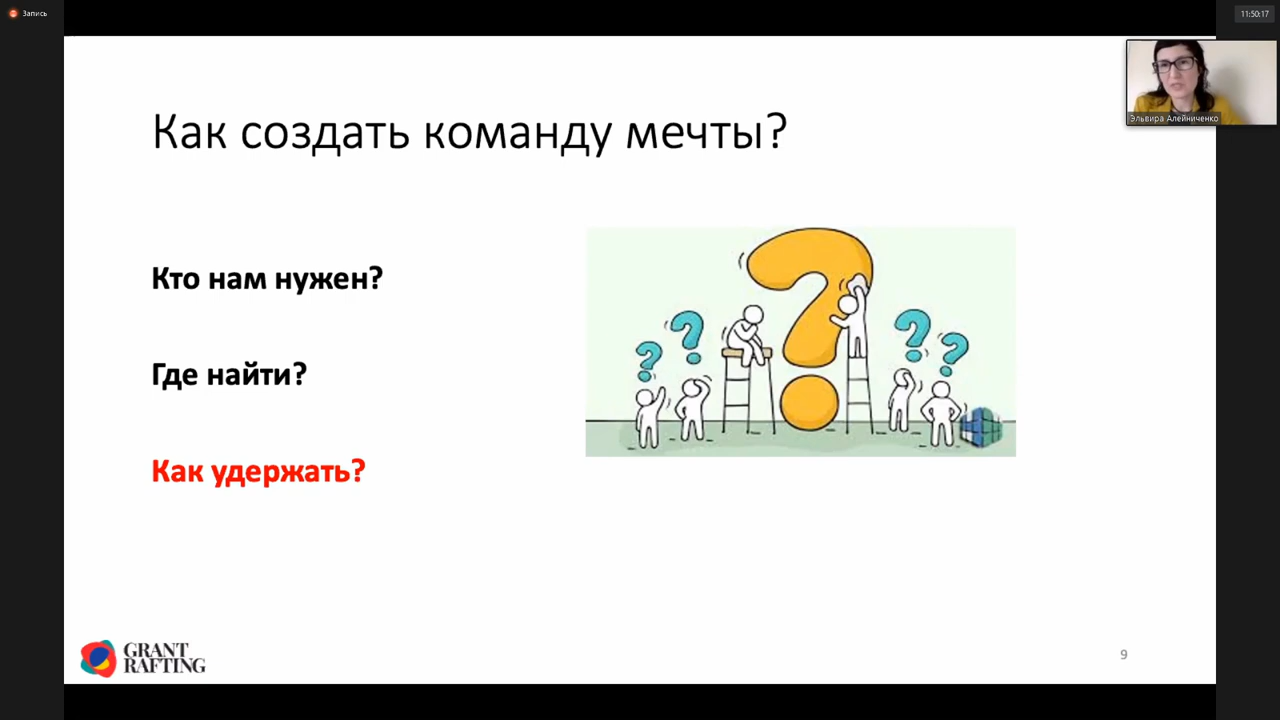 Запись
11:50:17
Эльвира Алейниченко
Как создать команду мечты?
Кто нам нужен?
Где найти?
Как удержать?
GRANT
RAFTING
9